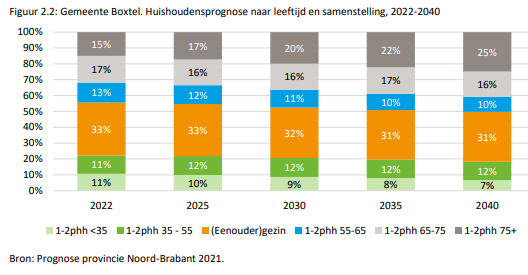 Figuur 2.2: Gemeente Boxtel. Huishoudensprognose naar leeftijd en samenstelling, 2022-2040
100%
90%
80%
70%
60%
50%
40%
30%
20%
10%
0%
15% 17% 20% 22% 25%
17% 16% 16% 17% 16%
13% 12% 11% 10% 10%
33% 33% 32% 31% 31%
11% 12% 12% 12% 12%
11% 10% 9% 8% 7%
2022 2025 2030 2035 2040
1-2phh <35 1-2phh 35 - 55 (Eenouder)gezin 1-2phh 55-65 1-2phh 65-75 1-2phh 75+
Bron: Prognose provincie Noord-Brabant 2021.